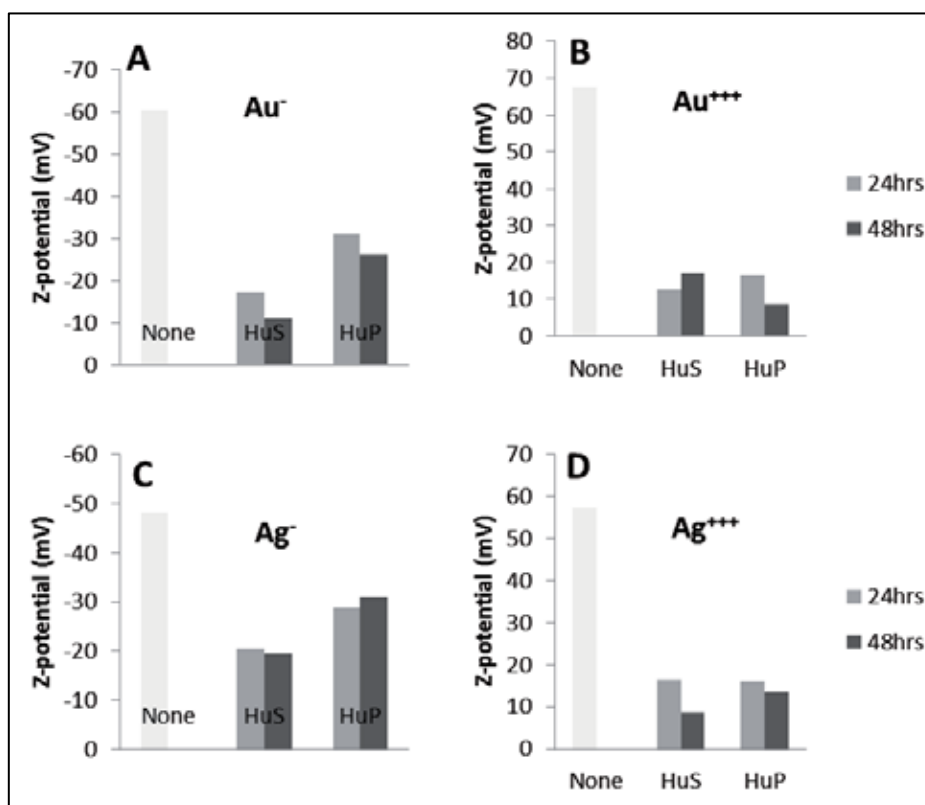 A
Au⁻
Z-potential (mV)
-70
-60
-50
-40
-30
-20
-10
0
None
HuS
HuP
B
Au⁺⁺⁺
Z-potential (mV)
80
70
60
50
40
30
20
10
0
None
HuS
HuP
24hrs
48hrs
C
Ag⁻
Z-potential (mV)
-60
-50
-40
-30
-20
-10
0
None
HuS
HuP
D
Ag⁺⁺⁺
Z-potential (mV)
70
60
50
40
30
20
10
0
None
HuS
HuP
24hrs
48hrs